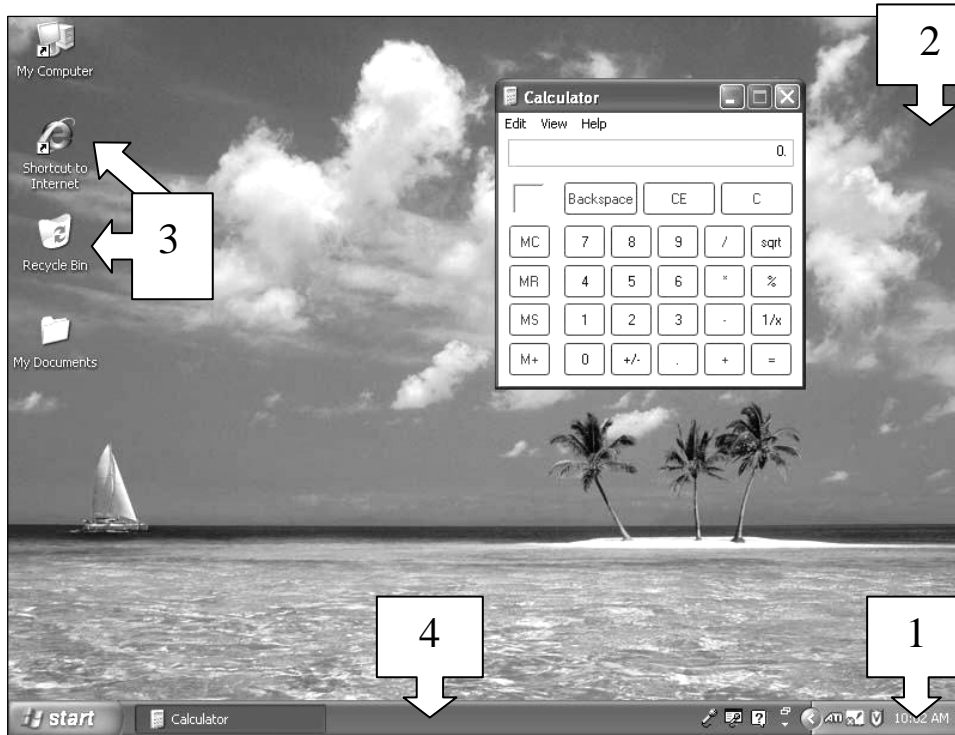 My Computer
2
Calculator
Edit View Help
0.
Shortcut to
Internet
Backspace CE C
3
MC 7 8 9 / sqrt
Recycle Bin
MR 4 5 6 * %
MS 1 2 3 - 1/x
My Documents
M+ 0 +/- . + =
4
1
start
Calculator
ATI
10:02 AM